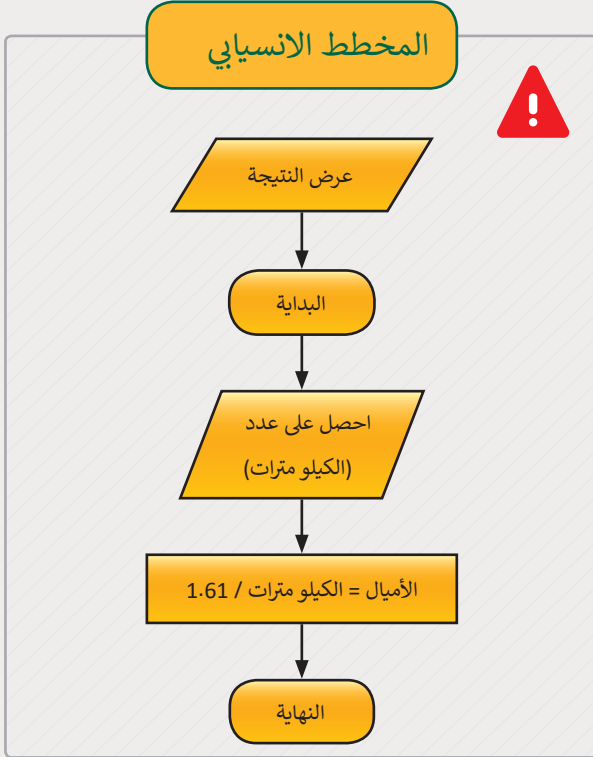 المخطط الانسيابي
عرض النتيجة
البداية
احصل على عدد
(الكيلو مترات)
الأميال = الكيلو مترات / 1.61
النهاية